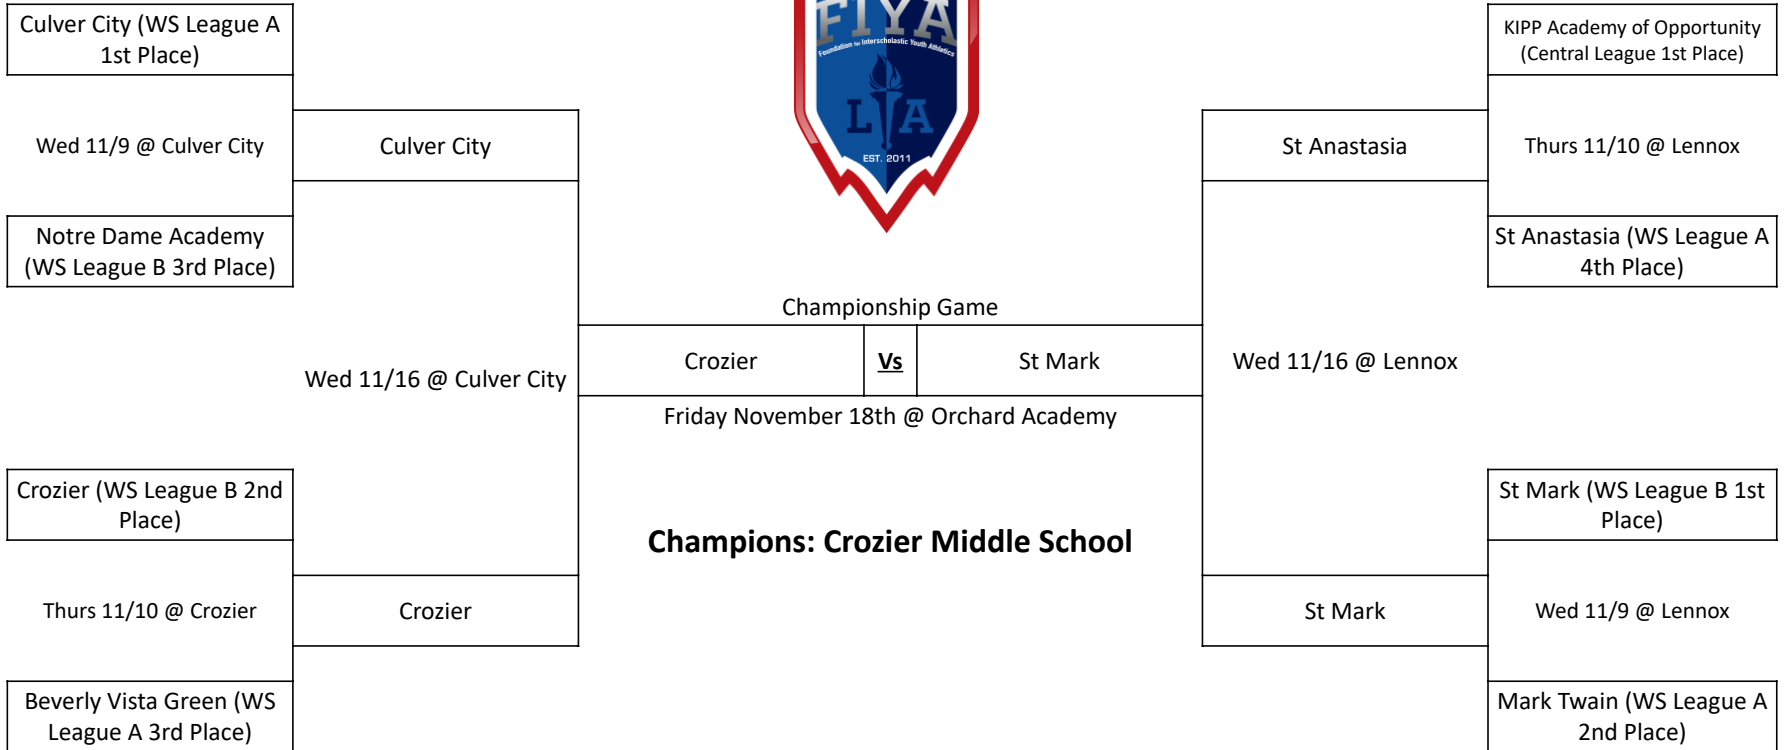 Culver City (WS League A
1st Place)
Wed 11/9 @ Culver City
Notre Dame Academy
(WS League B 3rd Place)
Culver City
Wed 11/16 @ Culver City
Crozier (WS League B 2nd
Place)
Thurs 11/10 @ Crozier
Beverly Vista Green (WS
League A 3rd Place)
Crozier
FIYA
Foundation for Interscholastic Youth Athletics
LA
EST. 2011
Championship Game
Crozier
Vs
St Mark
Friday November 18th @ Orchard Academy
Champions: Crozier Middle School
St Anastasia
Wed 11/16 @ Lennox
St Mark
KIPP Academy of Opportunity
(Central League 1st Place)
Thurs 11/10 @ Lennox
St Anastasia (WS League A
4th Place)
St Mark (WS League B 1st
Place)
Wed 11/9 @ Lennox
Mark Twain (WS League A
2nd Place)